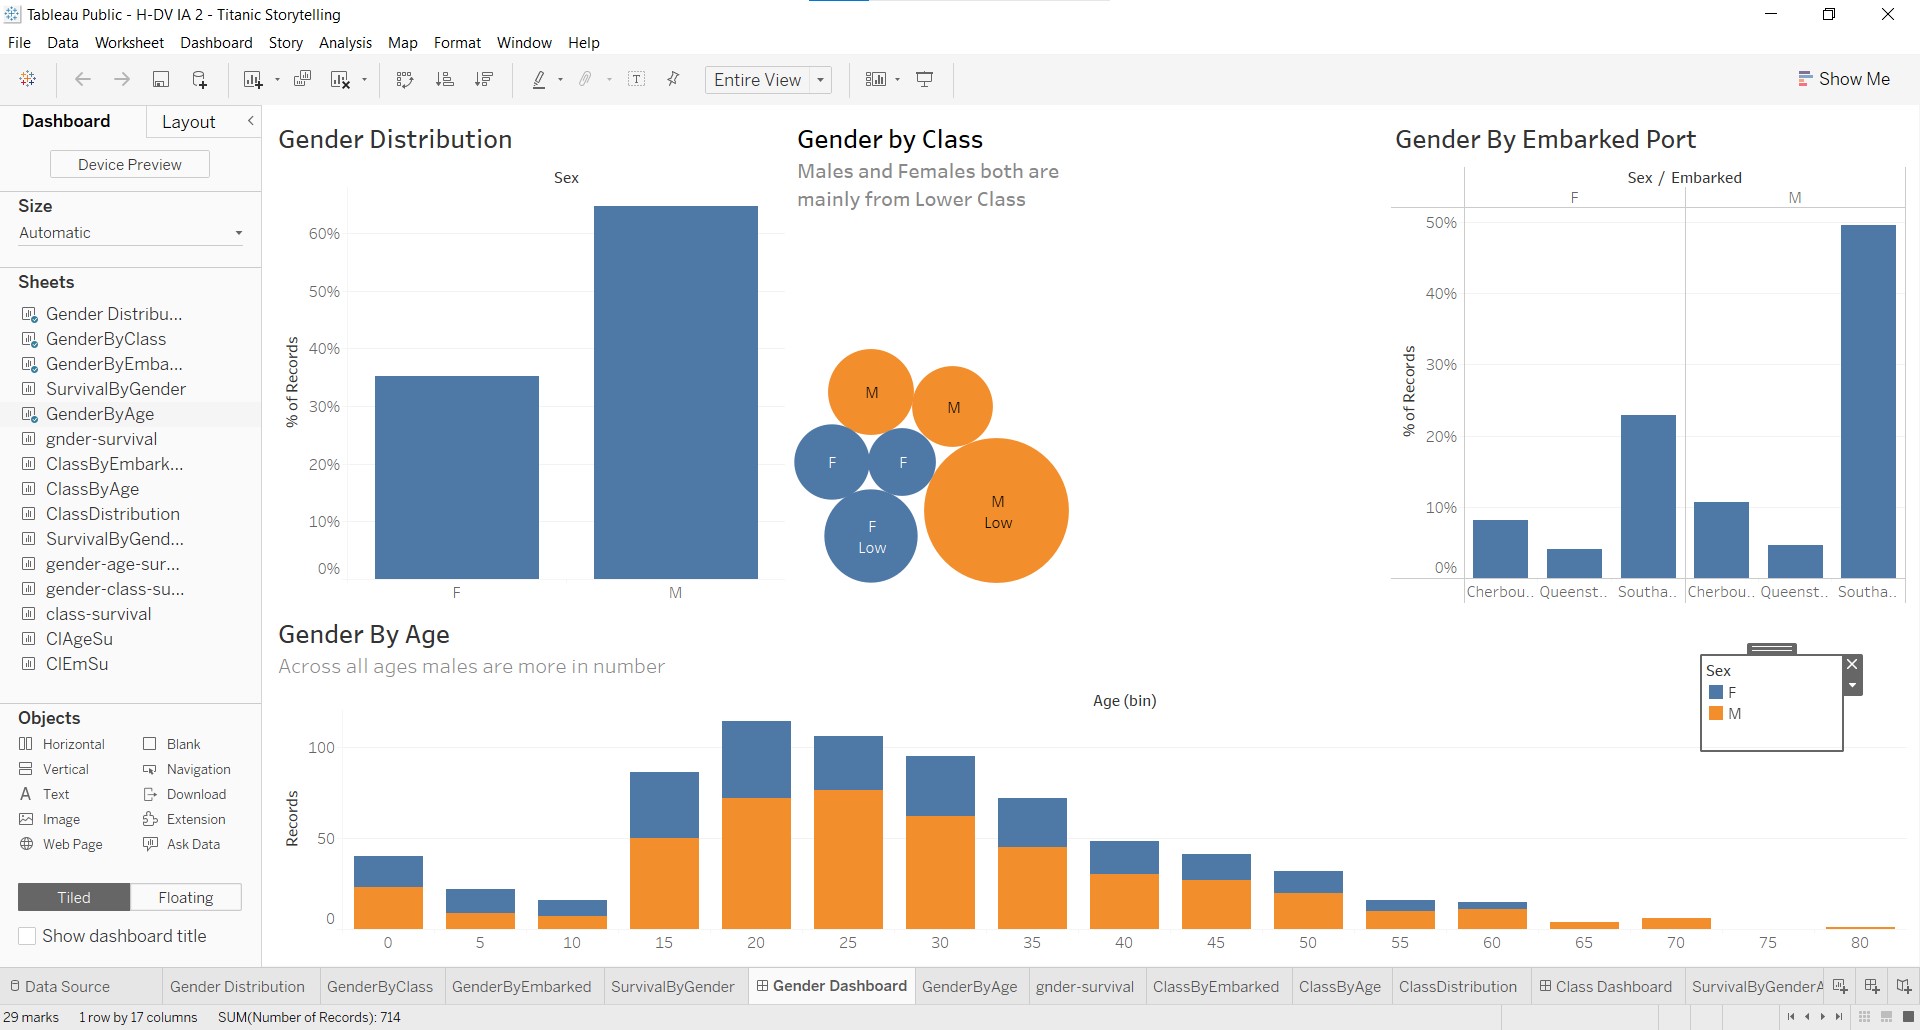 Tableau Public - H-DV IA 2 - Titanic Storytelling
File Data Worksheet Dashboard Story Analysis Map Format Window Help
Entire View
Show Me
Dashboard
Layout
Device Preview
Size
Automatic
Sheets
Gender Distribu...
GenderByClass
GenderByEmba...
SurvivalByGender
GenderByAge
gnder-survival
ClassByEmbark...
ClassByAge
ClassDistribution
SurvivalByGend...
gender-age-sur...
gender-class-su...
class-survival
ClAgeSu
ClEmSu
Objects
Horizontal Blank
Vertical Navigation
Text Download
Image Extension
Web Page Ask Data
Tiled Floating
Show dashboard title
Gender Distribution
Sex
60%
50%
40%
30%
20%
10%
0%
% of Records
F M
Gender by Class
Males and Females both are
mainly from Lower Class
M
M
F
F
M
Low
F
Low
Gender By Embarked Port
Sex / Embarked
F M
50%
40%
30%
20%
10%
0%
% of Records
Cherbou.. Queenst.. Southa.. Cherbou.. Queenst.. Southa..
Gender By Age
Across all ages males are more in number
Age (bin)
100
50
0
Records
0 5 10 15 20 25 30 35 40 45 50 55 60 65 70 75 80
Sex
F
M
Data Source Gender Distribution GenderByClass GenderByEmbarked SurvivalByGender Gender Dashboard GenderByAge gnder-survival ClassByEmbarked ClassByAge ClassDistribution Class Dashboard SurvivalByGenderA
29 marks 1 row by 17 columns SUM(Number of Records): 714